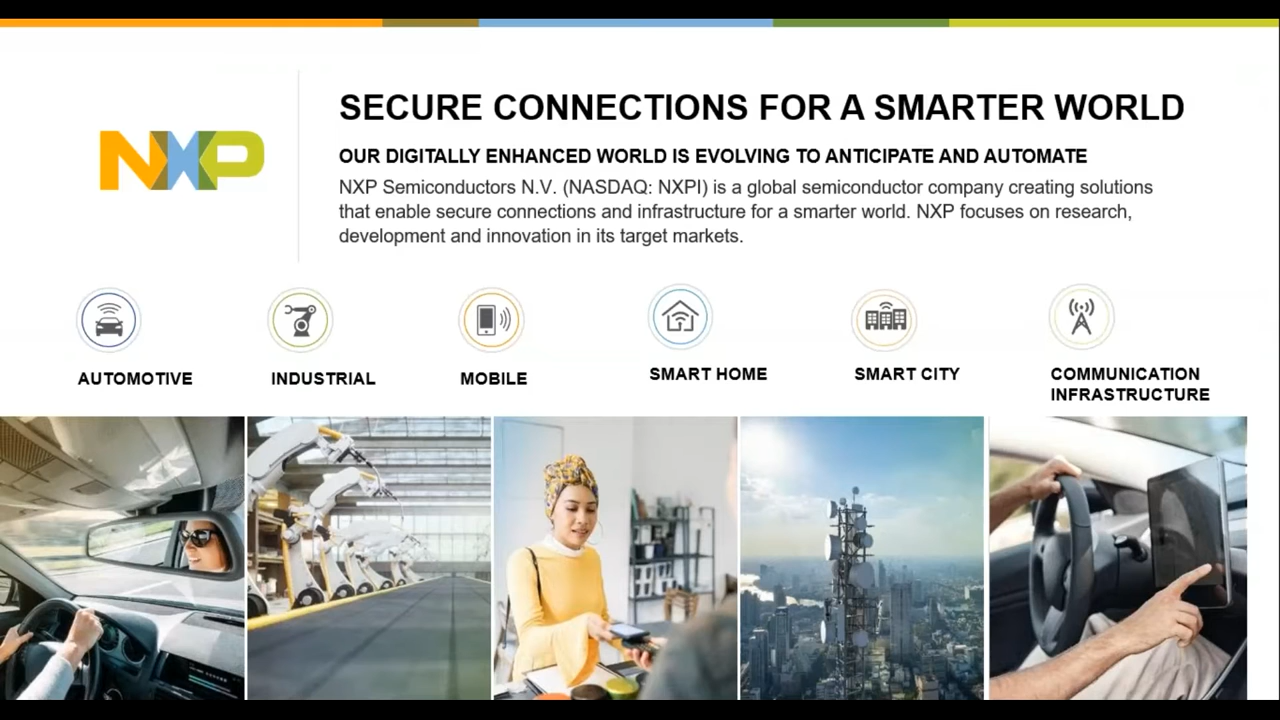 NXP
SECURE CONNECTIONS FOR A SMARTER WORLD
OUR DIGITALLY ENHANCED WORLD IS EVOLVING TO ANTICIPATE AND AUTOMATE
NXP Semiconductors N.V. (NASDAQ: NXPI) is a global semiconductor company creating solutions
that enable secure connections and infrastructure for a smarter world. NXP focuses on research,
development and innovation in its target markets.
AUTOMOTIVE
INDUSTRIAL
MOBILE
SMART HOME
SMART CITY
COMMUNICATION
INFRASTRUCTURE